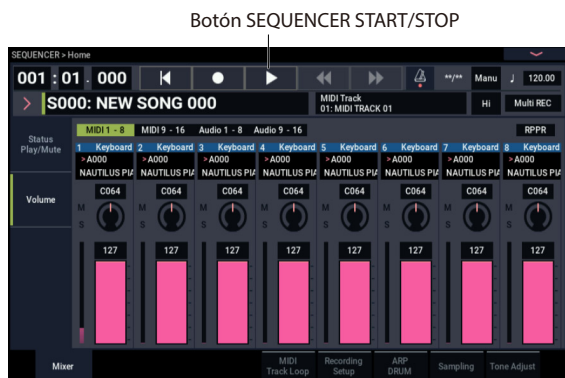 Botón SEQUENCER START/STOP
SEQUENCER > Home
001 : 01 . 000 **/** Manu ♩ 120.00
> S000: NEW SONG 000 MIDI Track 01: MIDI TRACK 01 Hi Multi REC
Status Play/Mute MIDI 1 - 8 MIDI 9 - 16 Audio 1 - 8 Audio 9 - 16 RPPR
1 Keyboard 2 Keyboard 3 Keyboard 4 Keyboard 5 Keyboard 6 Keyboard 7 Keyboard 8 Keyboard
>A000 >A000 >A000 >A000 >A000 >A000 >A000 >A000
NAUTILUS PIA NAUTILUS PIA NAUTILUS PIA NAUTILUS PIA NAUTILUS PIA NAUTILUS PIA NAUTILUS PIA NAUTILUS PIA
Volume C064 C064 C064 C064 C064 C064 C064 C064
M M M M M M M M
S S S S S S S S
127 127 127 127 127 127 127 127
Mixer MIDI Track Loop Recording Setup ARP DRUM Sampling Tone Adjust